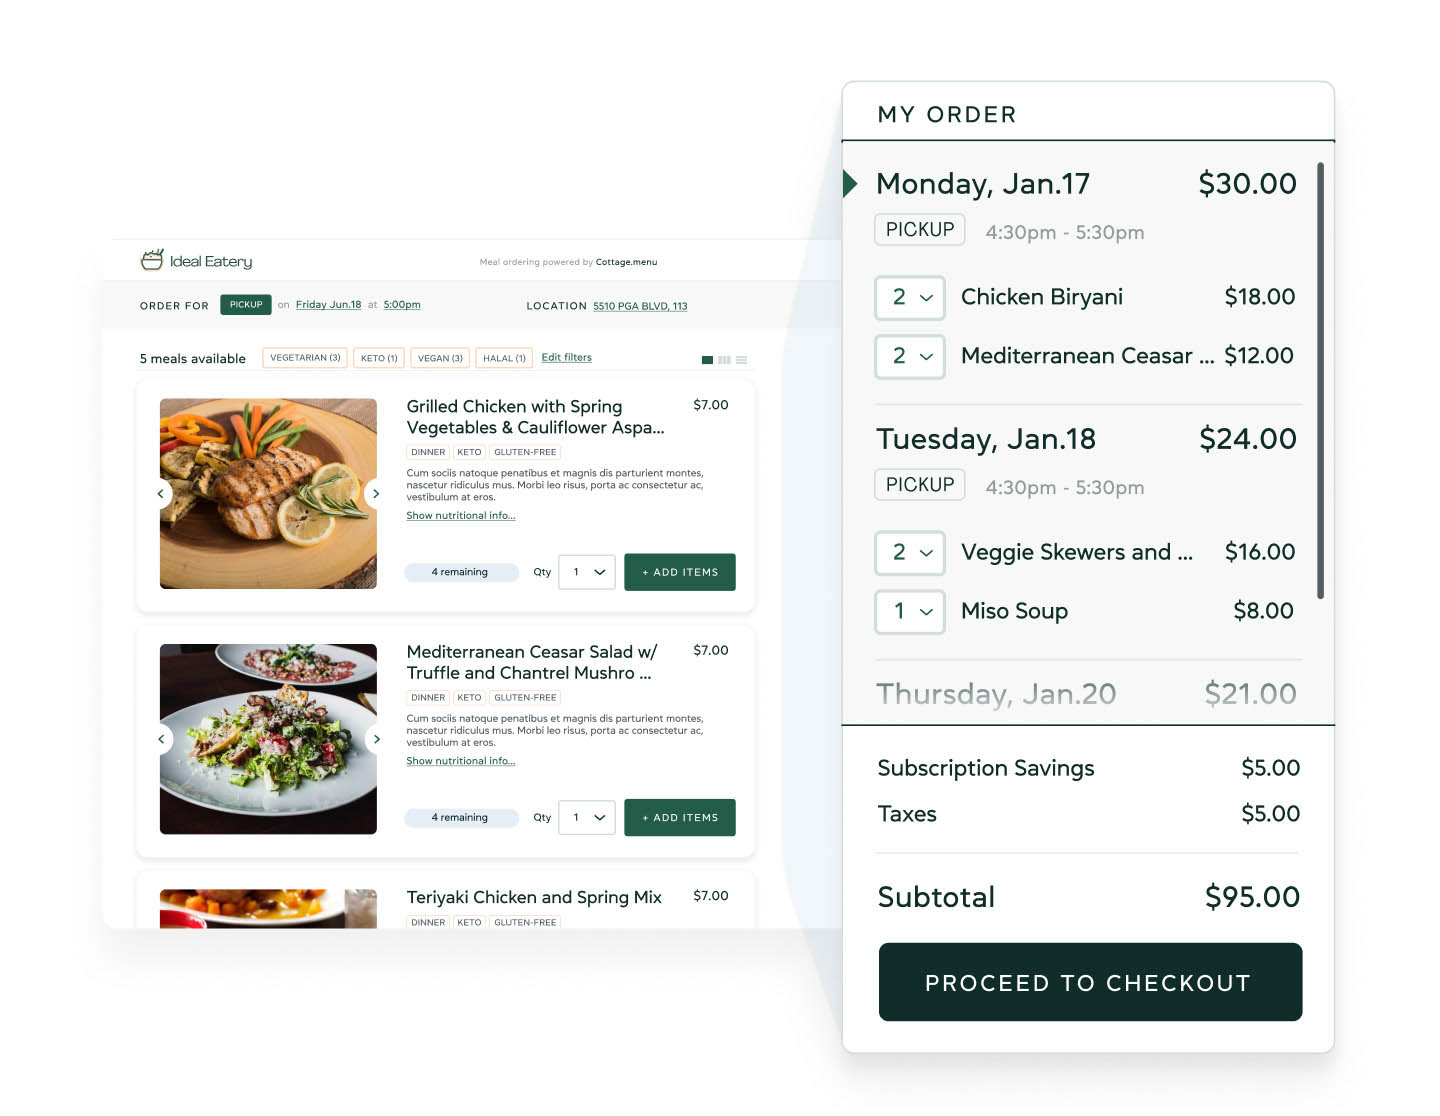 Ideal Eatery
Meal ordering powered by Cottage.menu
ORDER FOR PICKUP on Friday Jun.18 at 5:00pm LOCATION 5510 PGA BLVD, 113
5 meals available VEGETARIAN (3) KETO (1) VEGAN (3) HALAL (1) Edit filters
Grilled Chicken with Spring $7.00
Vegetables & Cauliflower Aspa...
DINNER KETO GLUTEN-FREE
Cum sociis natoque penatibus et magnis dis parturient montes,
nascetur ridiculus mus. Morbi leo risus, porta ac consectetur ac,
vestibulum at eros.
Show nutritional info...
4 remaining Qty 1 + ADD ITEMS
Mediterranean Ceasar Salad w/ $7.00
Truffle and Chantrel Mushro ...
DINNER KETO GLUTEN-FREE
Cum sociis natoque penatibus et magnis dis parturient montes,
nascetur ridiculus mus. Morbi leo risus, porta ac consectetur ac,
vestibulum at eros.
Show nutritional info...
4 remaining Qty 1 + ADD ITEMS
Teriyaki Chicken and Spring Mix $7.00
DINNER KETO GLUTEN-FREE
MY ORDER
Monday, Jan.17 $30.00
PICKUP 4:30pm - 5:30pm
2 Chicken Biryani $18.00
2 Mediterranean Ceasar ... $12.00
Tuesday, Jan.18 $24.00
PICKUP 4:30pm - 5:30pm
2 Veggie Skewers and ... $16.00
1 Miso Soup $8.00
Thursday, Jan.20 $21.00
Subscription Savings $5.00
Taxes $5.00
Subtotal $95.00
PROCEED TO CHECKOUT